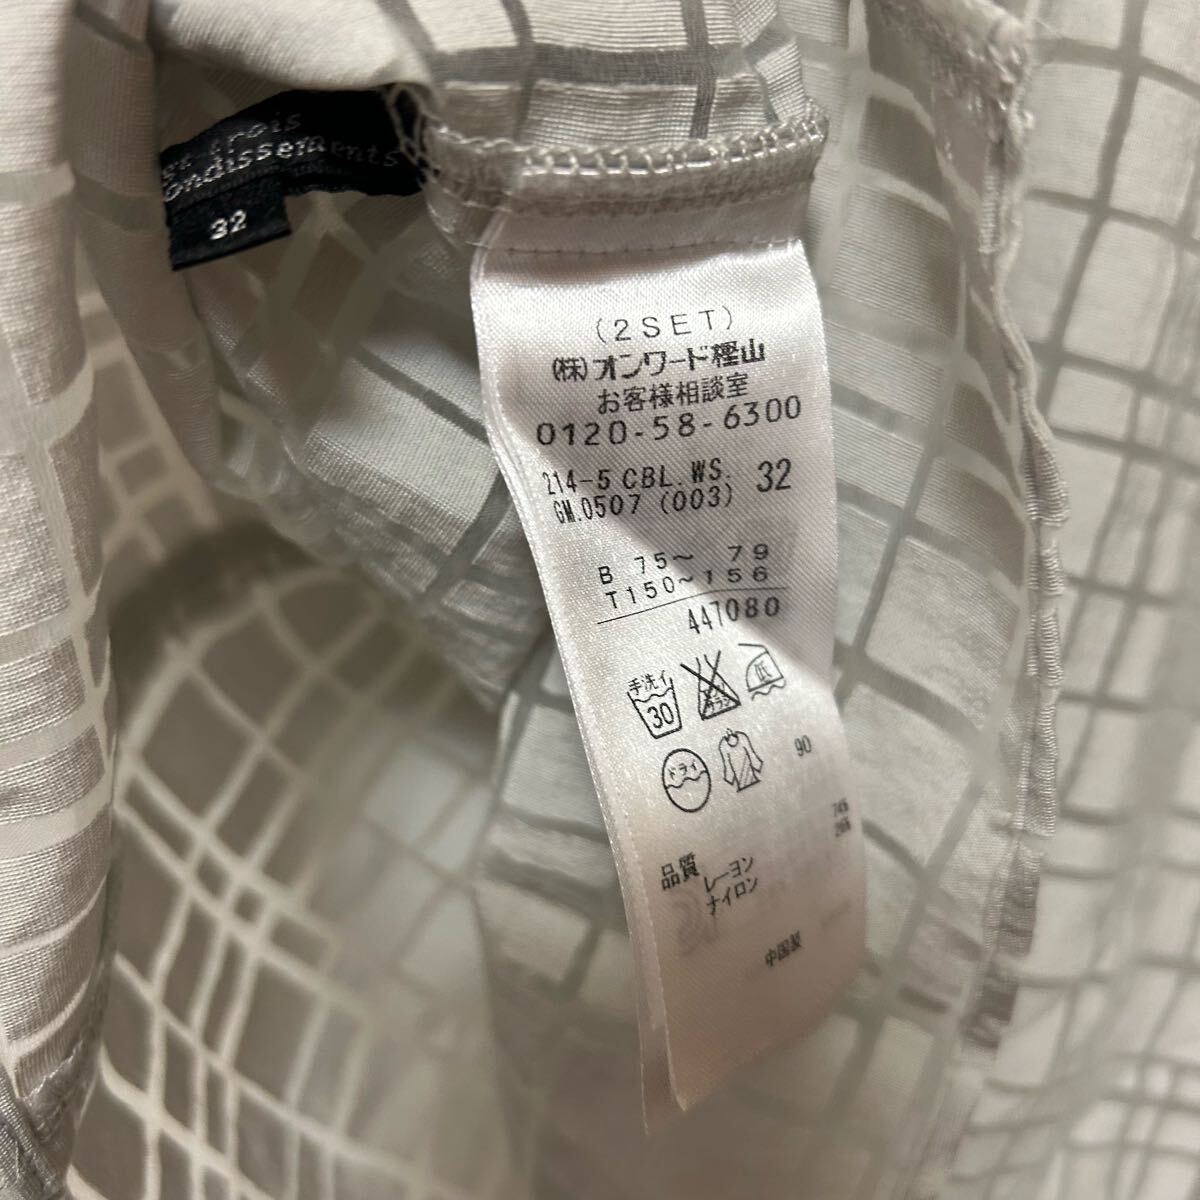 trois
ondissements
32
(2SET)
(株)オンワード樫山
お客様相談室
0120-58-6300
214-5 CBL.WS. 32
GM.0507 (003)
B 75～ 79
T150～156
447080
手洗イ
30
低
ドライ
90
品質 レーヨン
ナイロン
中国製